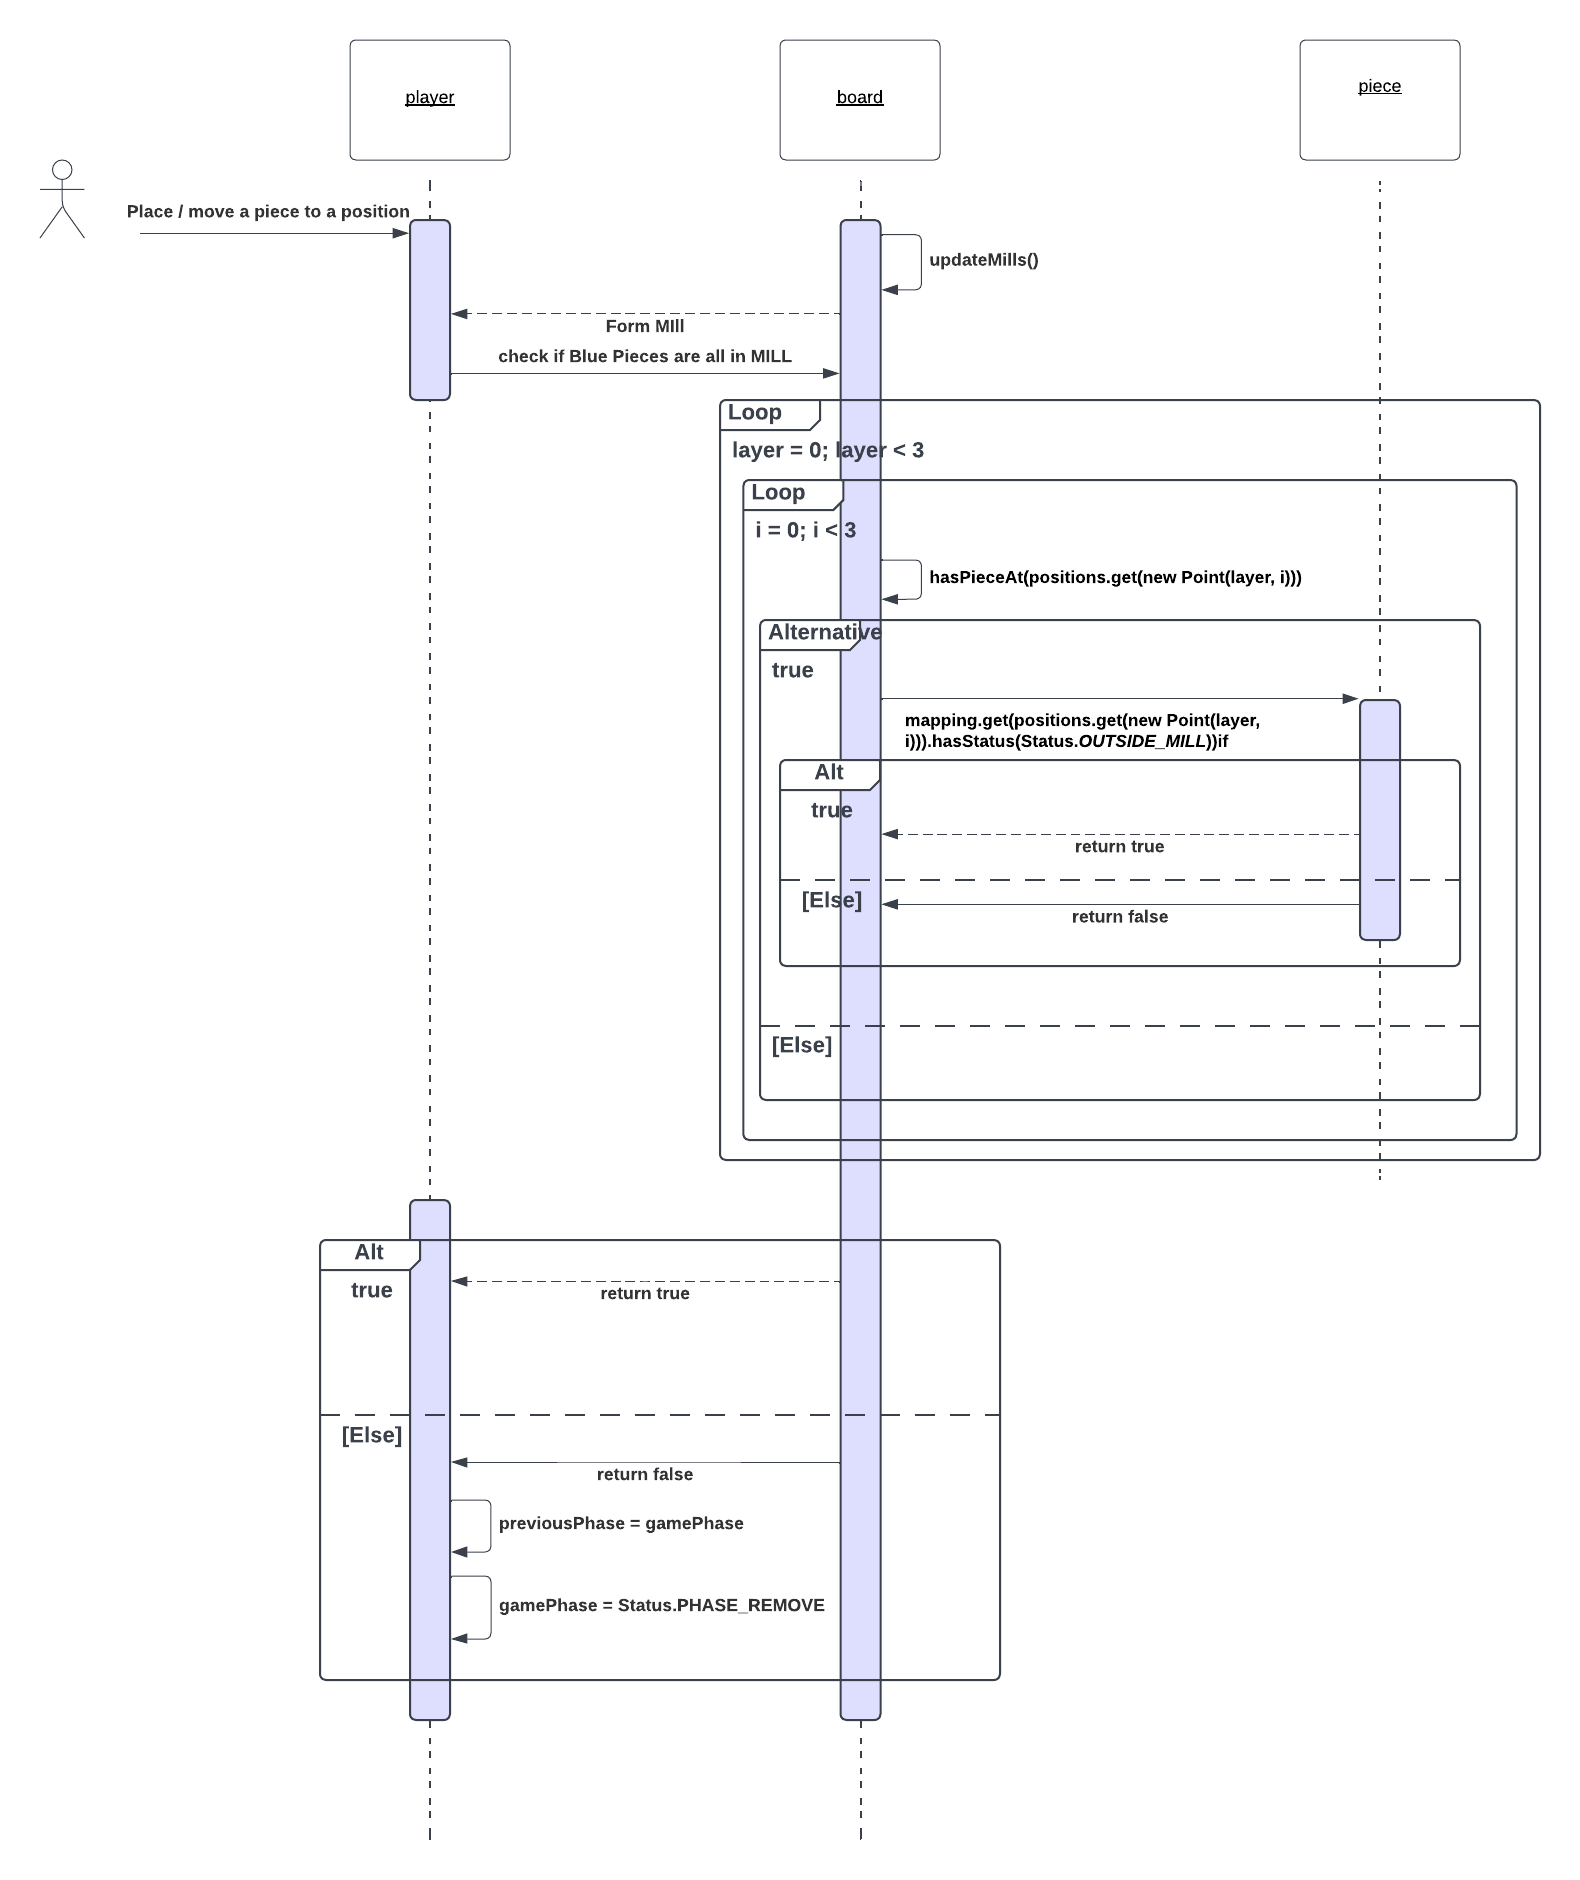 player
board
piece
Place / move a piece to a position
updateMills()
Form MIll
check if Blue Pieces are all in MILL
Loop
layer = 0; layer < 3
Loop
i = 0; i < 3
hasPieceAt(positions.get(new Point(layer, i)))
Alternative
true
mapping.get(positions.get(new Point(layer,
i))).hasStatus(Status.OUTSIDE_MILL))if
Alt
true
return true
[Else]
return false
[Else]
Alt
true
return true
[Else]
return false
previousPhase = gamePhase
gamePhase = Status.PHASE_REMOVE